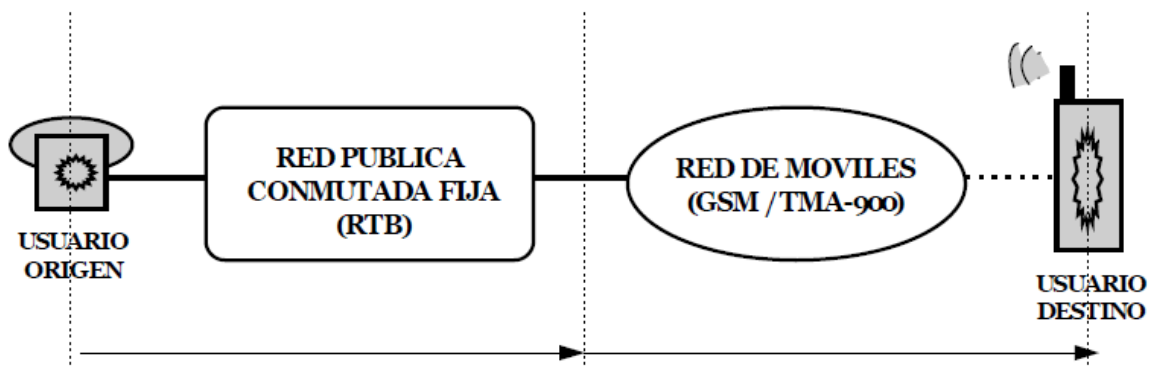 RED PUBLICA
CONMUTADA FIJA
(RTB)
RED DE MOVILES
(GSM / TMA-900)
USUARIO
ORIGEN
USUARIO
DESTINO